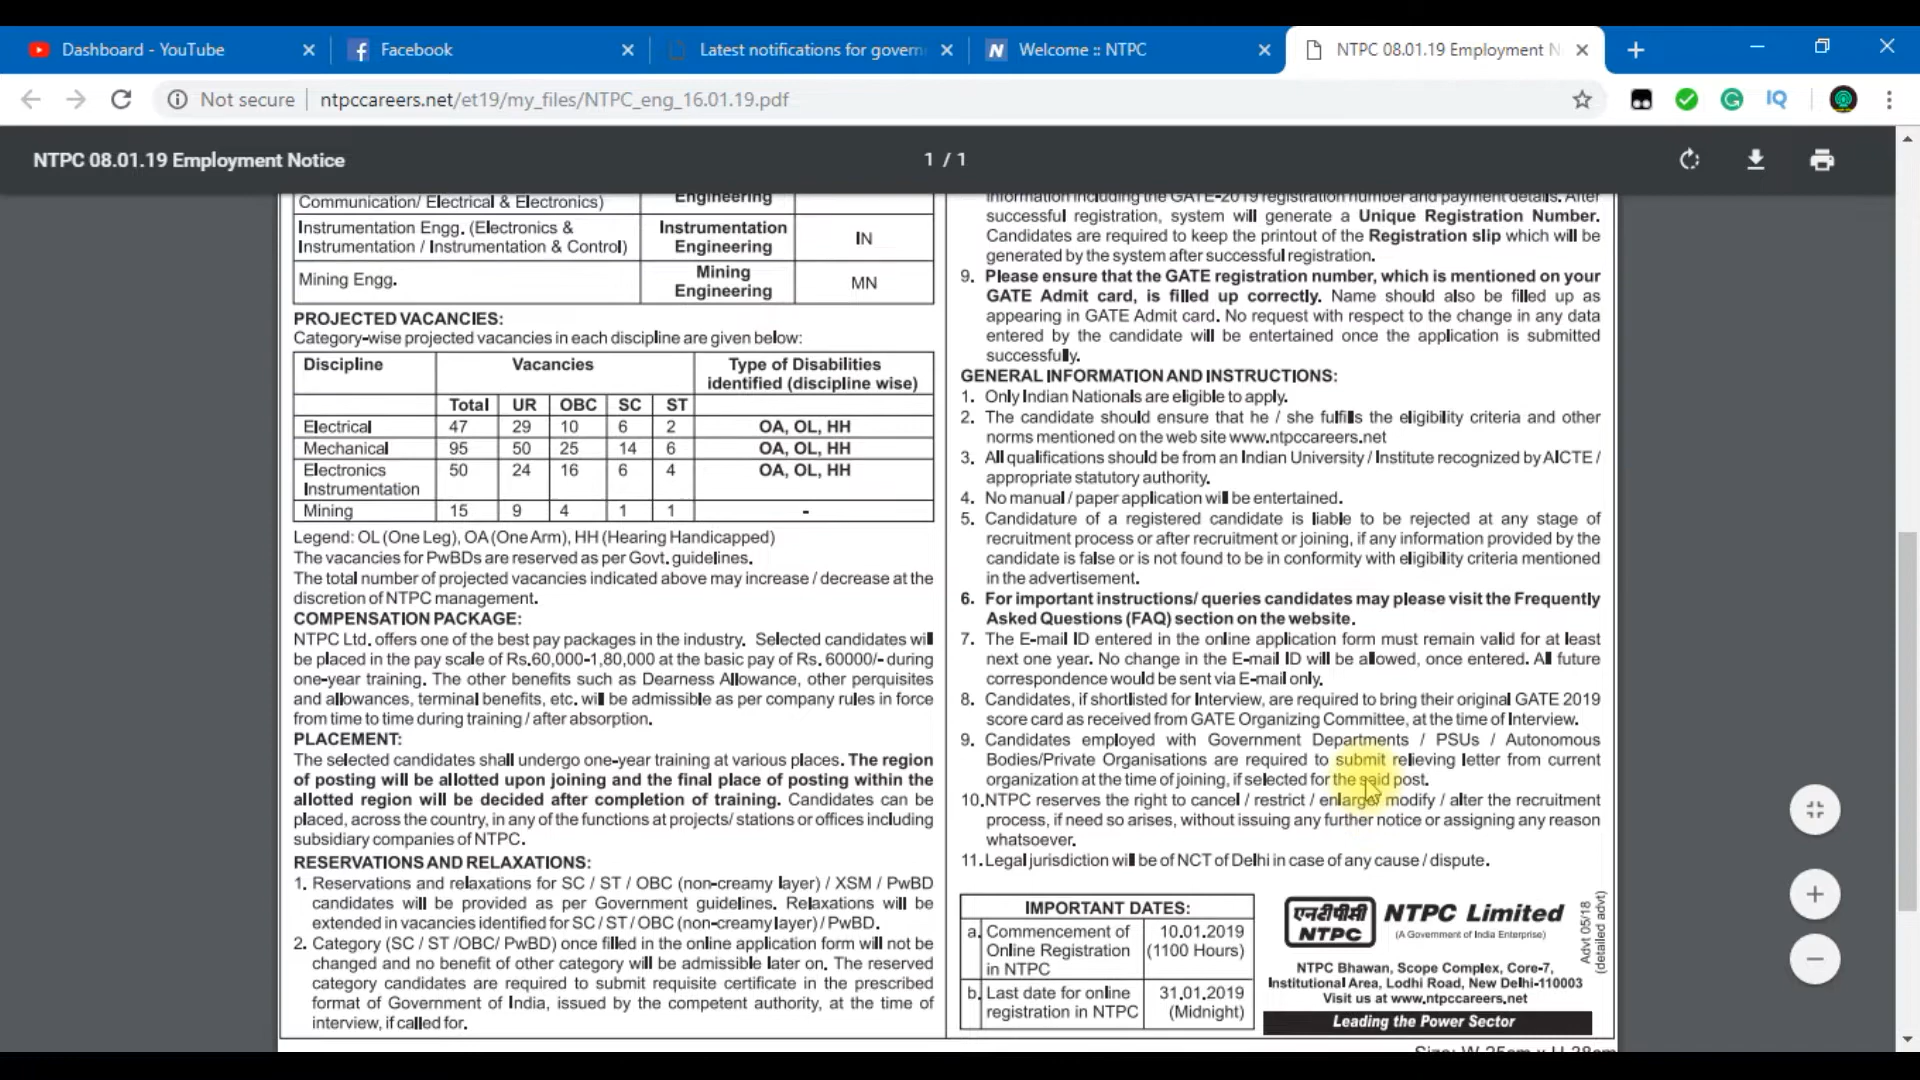 Dashboard - YouTube
Facebook
Latest notifications for govern
Welcome :: NTPC
NTPC 08.01.19 Employment N
Not secure
ntpccareers.net/et19/my_files/NTPC_eng_16.01.19.pdf
NTPC 08.01.19 Employment Notice
1 / 1
Communication/ Electrical & Electronics)
Engineering
Instrumentation Engg. (Electronics &
Instrumentation / Instrumentation & Control)
Instrumentation
Engineering
IN
Mining Engg.
Mining
Engineering
MN
PROJECTED VACANCIES:
Category-wise projected vacancies in each discipline are given below:
Discipline Vacancies Type of Disabilities
identified (discipline wise)
Total UR OBC SC ST
Electrical 47 29 10 6 2 OA, OL, HH
Mechanical 95 50 25 14 6 OA, OL, HH
Electronics 50 24 16 6 4 OA, OL, HH
Instrumentation
Mining 15 9 4 1 1 -
Legend: OL (One Leg), OA (One Arm), HH (Hearing Handicapped)
The vacancies for PwBDs are reserved as per Govt. guidelines.
The total number of projected vacancies indicated above may increase / decrease at the
discretion of NTPC management.
COMPENSATION PACKAGE:
NTPC Ltd. offers one of the best pay packages in the industry. Selected candidates will
be placed in the pay scale of Rs.60,000-1,80,000 at the basic pay of Rs. 60000/- during
one-year training. The other benefits such as Dearness Allowance, other perquisites
and allowances, terminal benefits, etc. will be admissible as per company rules in force
from time to time during training / after absorption.
PLACEMENT:
The selected candidates shall undergo one-year training at various places. The region
of posting will be allotted upon joining and the final place of posting within the
allotted region will be decided after completion of training. Candidates can be
placed, across the country, in any of the functions at projects/ stations or offices including
subsidiary companies of NTPC.
RESERVATIONS AND RELAXATIONS:
1. Reservations and relaxations for SC / ST / OBC (non-creamy layer) / XSM / PwBD
candidates will be provided as per Government guidelines. Relaxations will be
extended in vacancies identified for SC / ST / OBC (non-creamy layer) / PwBD.
2. Category (SC / ST /OBC/ PwBD) once filled in the online application form will not be
changed and no benefit of other category will be admissible later on. The reserved
category candidates are required to submit requisite certificate in the prescribed
format of Government of India, issued by the competent authority, at the time of
interview, if called for.
information including the GATE-2019 registration number and payment details. After
successful registration, system will generate a Unique Registration Number.
Candidates are required to keep the printout of the Registration slip which will be
generated by the system after successful registration.
9. Please ensure that the GATE registration number, which is mentioned on your
GATE Admit card, is filled up correctly. Name should also be filled up as
appearing in GATE Admit card. No request with respect to the change in any data
entered by the candidate will be entertained once the application is submitted
successfully.
GENERAL INFORMATION AND INSTRUCTIONS:
1. Only Indian Nationals are eligible to apply.
2. The candidate should ensure that he / she fulfills the eligibility criteria and other
norms mentioned on the web site www.ntpccareers.net
3. All qualifications should be from an Indian University / Institute recognized by AICTE /
appropriate statutory authority.
4. No manual / paper application will be entertained.
5. Candidature of a registered candidate is liable to be rejected at any stage of
recruitment process or after recruitment or joining, if any information provided by the
candidate is false or is not found to be in conformity with eligibility criteria mentioned
in the advertisement.
6. For important instructions/ queries candidates may please visit the Frequently
Asked Questions (FAQ) section on the website.
7. The E-mail ID entered in the online application form must remain valid for at least
next one year. No change in the E-mail ID will be allowed, once entered. All future
correspondence would be sent via E-mail only.
8. Candidates, if shortlisted for Interview, are required to bring their original GATE 2019
score card as received from GATE Organizing Committee, at the time of Interview.
9. Candidates employed with Government Departments / PSUs / Autonomous
Bodies/Private Organisations are required to submit relieving letter from current
organization at the time of joining, if selected for the said post.
10.NTPC reserves the right to cancel / restrict / enlarge/ modify / alter the recruitment
process, if need so arises, without issuing any further notice or assigning any reason
whatsoever.
11. Legal jurisdiction will be of NCT of Delhi in case of any cause / dispute.
IMPORTANT DATES:
a. Commencement of 10.01.2019
Online Registration (1100 Hours)
in NTPC
b. Last date for online 31.01.2019
registration in NTPC (Midnight)
एनटीपीसी
NTPC
NTPC Limited
(A Government of India Enterprise)
NTPC Bhawan, Scope Complex, Core-7,
Institutional Area, Lodhi Road, New Delhi-110003
Visit us at www.ntpccareers.net
Leading the Power Sector
Advt 05/18
(detailed advt)